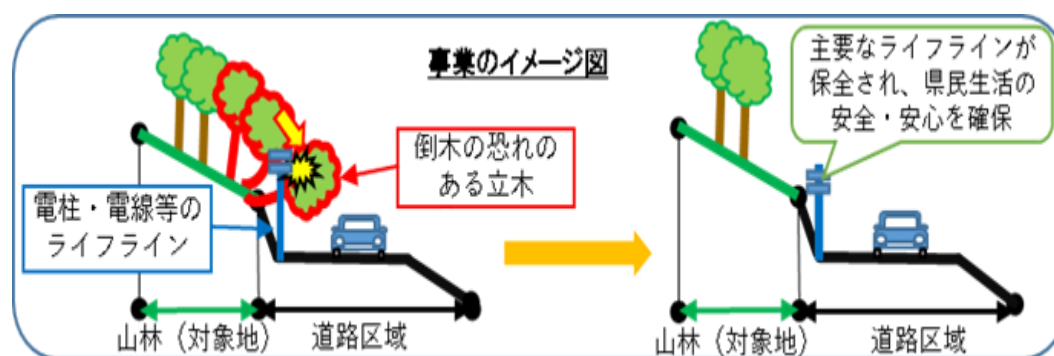 事業のイメージ図
主要なライフラインが
保全され、県民生活の
安全・安心を確保
倒木の恐れの
ある立木
電柱・電線等の
ライフライン
山林（対象地）
道路区域
山林（対象地）
道路区域